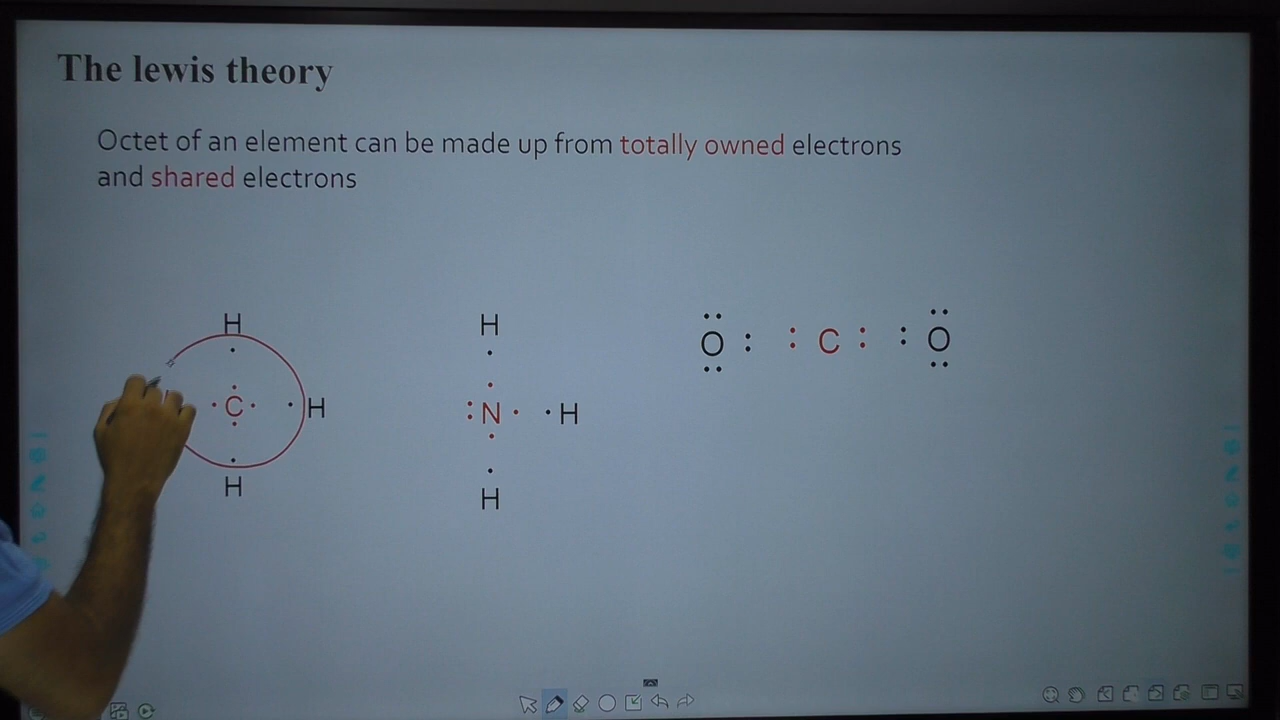 The lewis theory
Octet of an element can be made up from totally owned electrons
and shared electrons
H
C H
H
H
:N· ·H
H
O : : C : : O